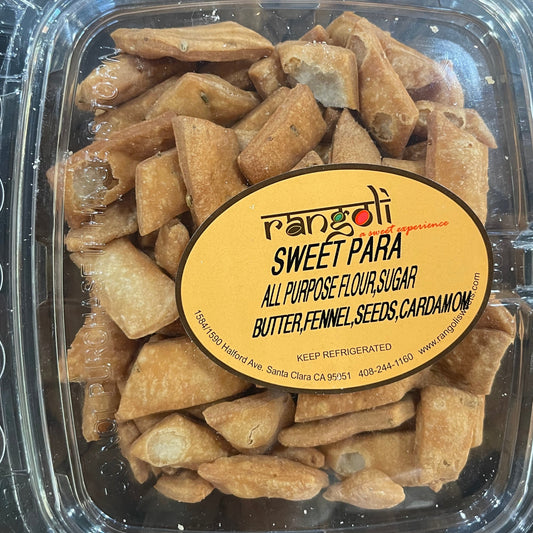 rangoli
a sweet experience
SWEET PARA
ALL PURPOSE FLOUR,SUGAR
BUTTER,FENNEL,SEEDS,CARDAMOM
KEEP REFRIGERATED
1584/1590 Halford Ave. Santa Clara CA 95051 408-244-1160 www.rangolisweets.com